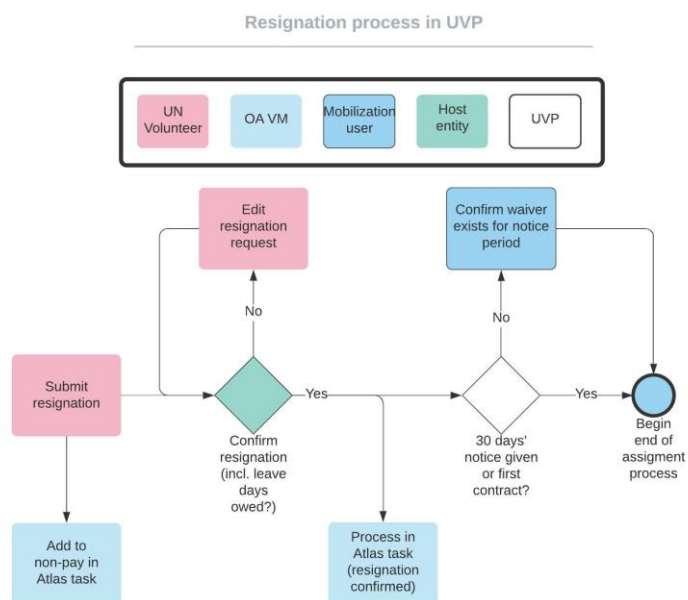 Resignation process in UVP
UN
Volunteer
OA VM
Mobilization
user
Host
entity
UVP
Edit
resignation
request
Confirm waiver
exists for notice
period
No
No
Submit
resignation
Yes
Yes
Confirm
resignation
(incl. leave
days
owed?)
30 days'
notice given
or first
contract?
Begin
end of
assigment
process
Add to
non-pay in
Atlas task
Process in
Atlas task
(resignation
confirmed)